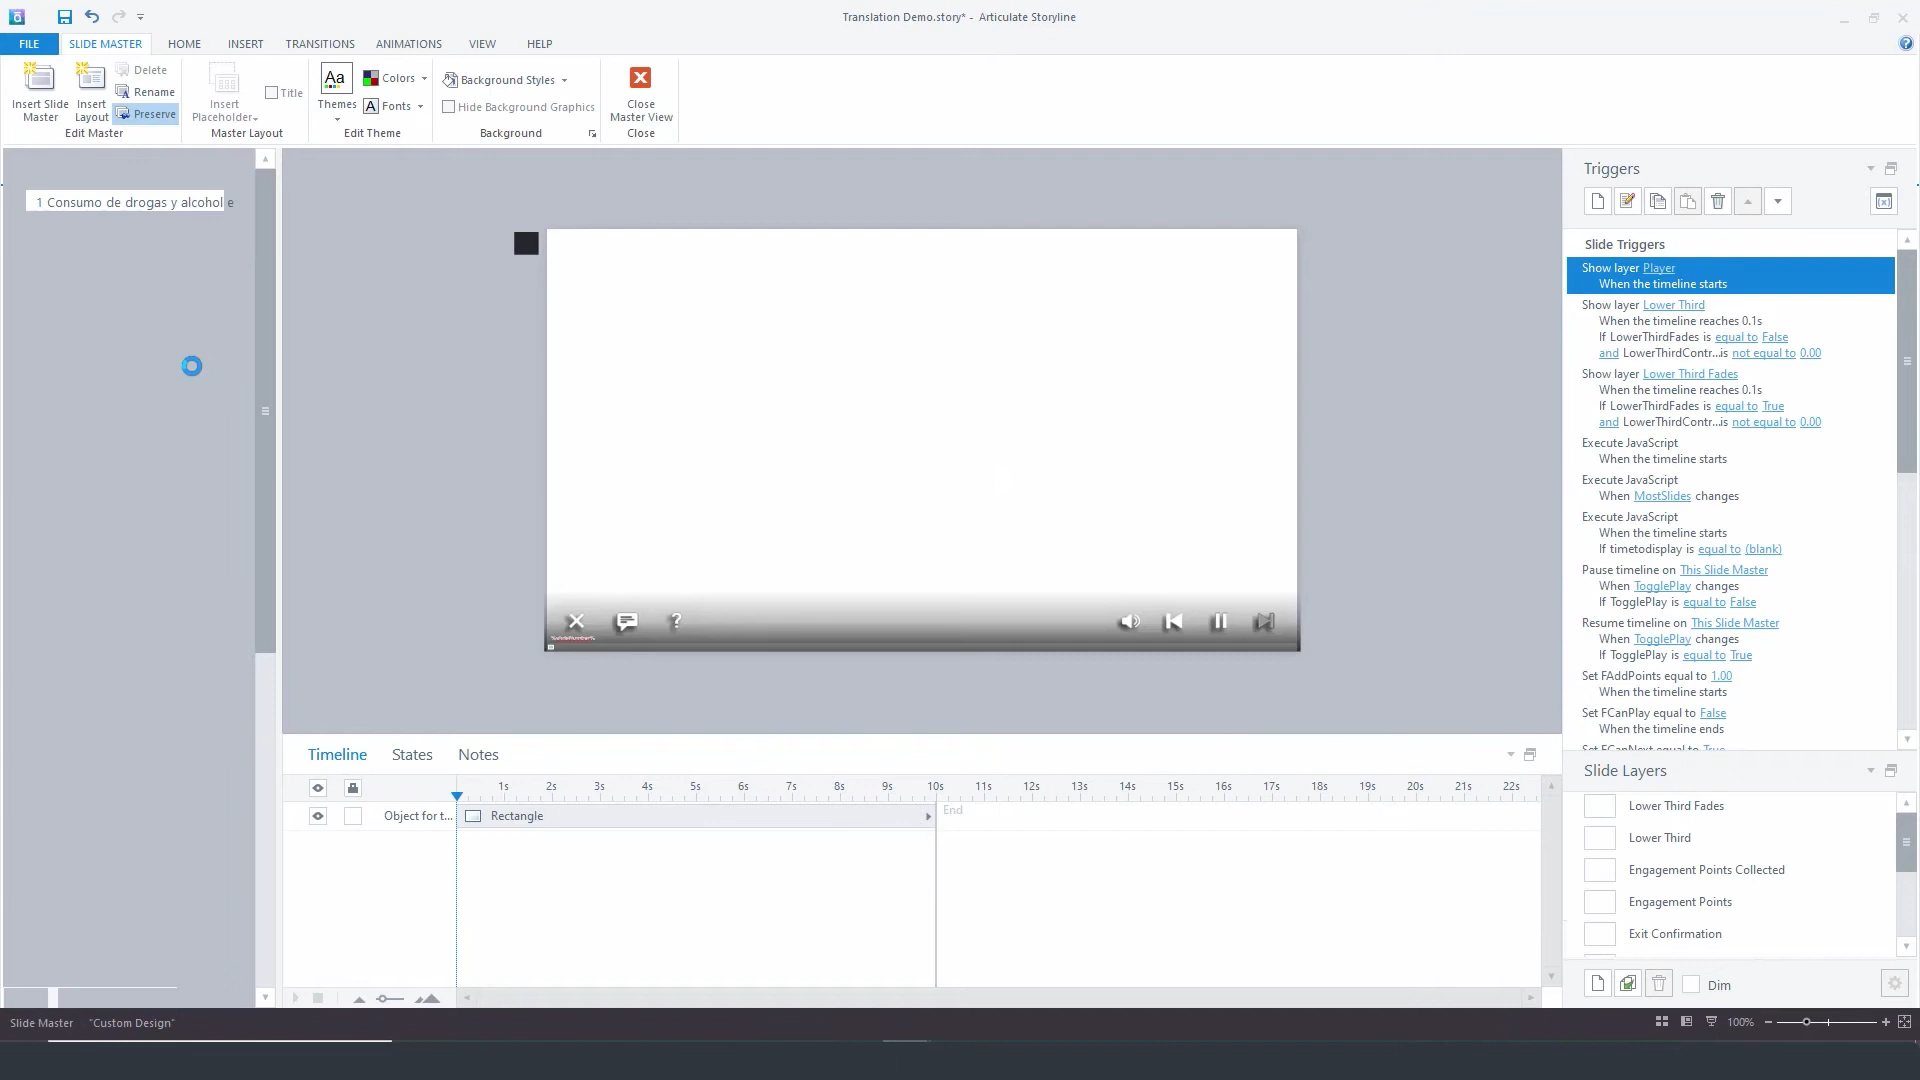 Translation Demo.story* - Articulate Storyline
FILE
SLIDE MASTER
HOME
INSERT
TRANSITIONS
ANIMATIONS
VIEW
HELP
Insert Slide Master
Insert Layout
Delete
Rename
Preserve
Edit Master
Insert Placeholder
Title
Master Layout
Aa
Themes
Colors
A Fonts
Edit Theme
Background Styles
Hide Background Graphics
Background
Close Master View
Close
1 Consumo de drogas y alcohol e
Triggers
Slide Triggers
Show layer Player
When the timeline starts
Show layer Lower Third
When the timeline reaches 0.1s
If LowerThirdFades is equal to False
and LowerThirdContr...is not equal to 0.00
Show layer Lower Third Fades
When the timeline reaches 0.1s
If LowerThirdFades is equal to True
and LowerThirdContr...is not equal to 0.00
Execute JavaScript
When the timeline starts
Execute JavaScript
When MostSlides changes
Execute JavaScript
When the timeline starts
If timetodisplay is equal to (blank)
Pause timeline on This Slide Master
When TogglePlay changes
If TogglePlay is equal to False
Resume timeline on This Slide Master
When TogglePlay changes
If TogglePlay is equal to True
Set FAddPoints equal to 1.00
When the timeline starts
Set FCanPlay equal to False
When the timeline ends
Set FCanNext equal to True
Timeline
States
Notes
1s 2s 3s 4s 5s 6s 7s 8s 9s 10s 11s 12s 13s 14s 15s 16s 17s 18s 19s 20s 21s 22s
Object for t...
Rectangle
End
Slide Layers
Lower Third Fades
Lower Third
Engagement Points Collected
Engagement Points
Exit Confirmation
Dim
Slide Master
"Custom Design"
100%